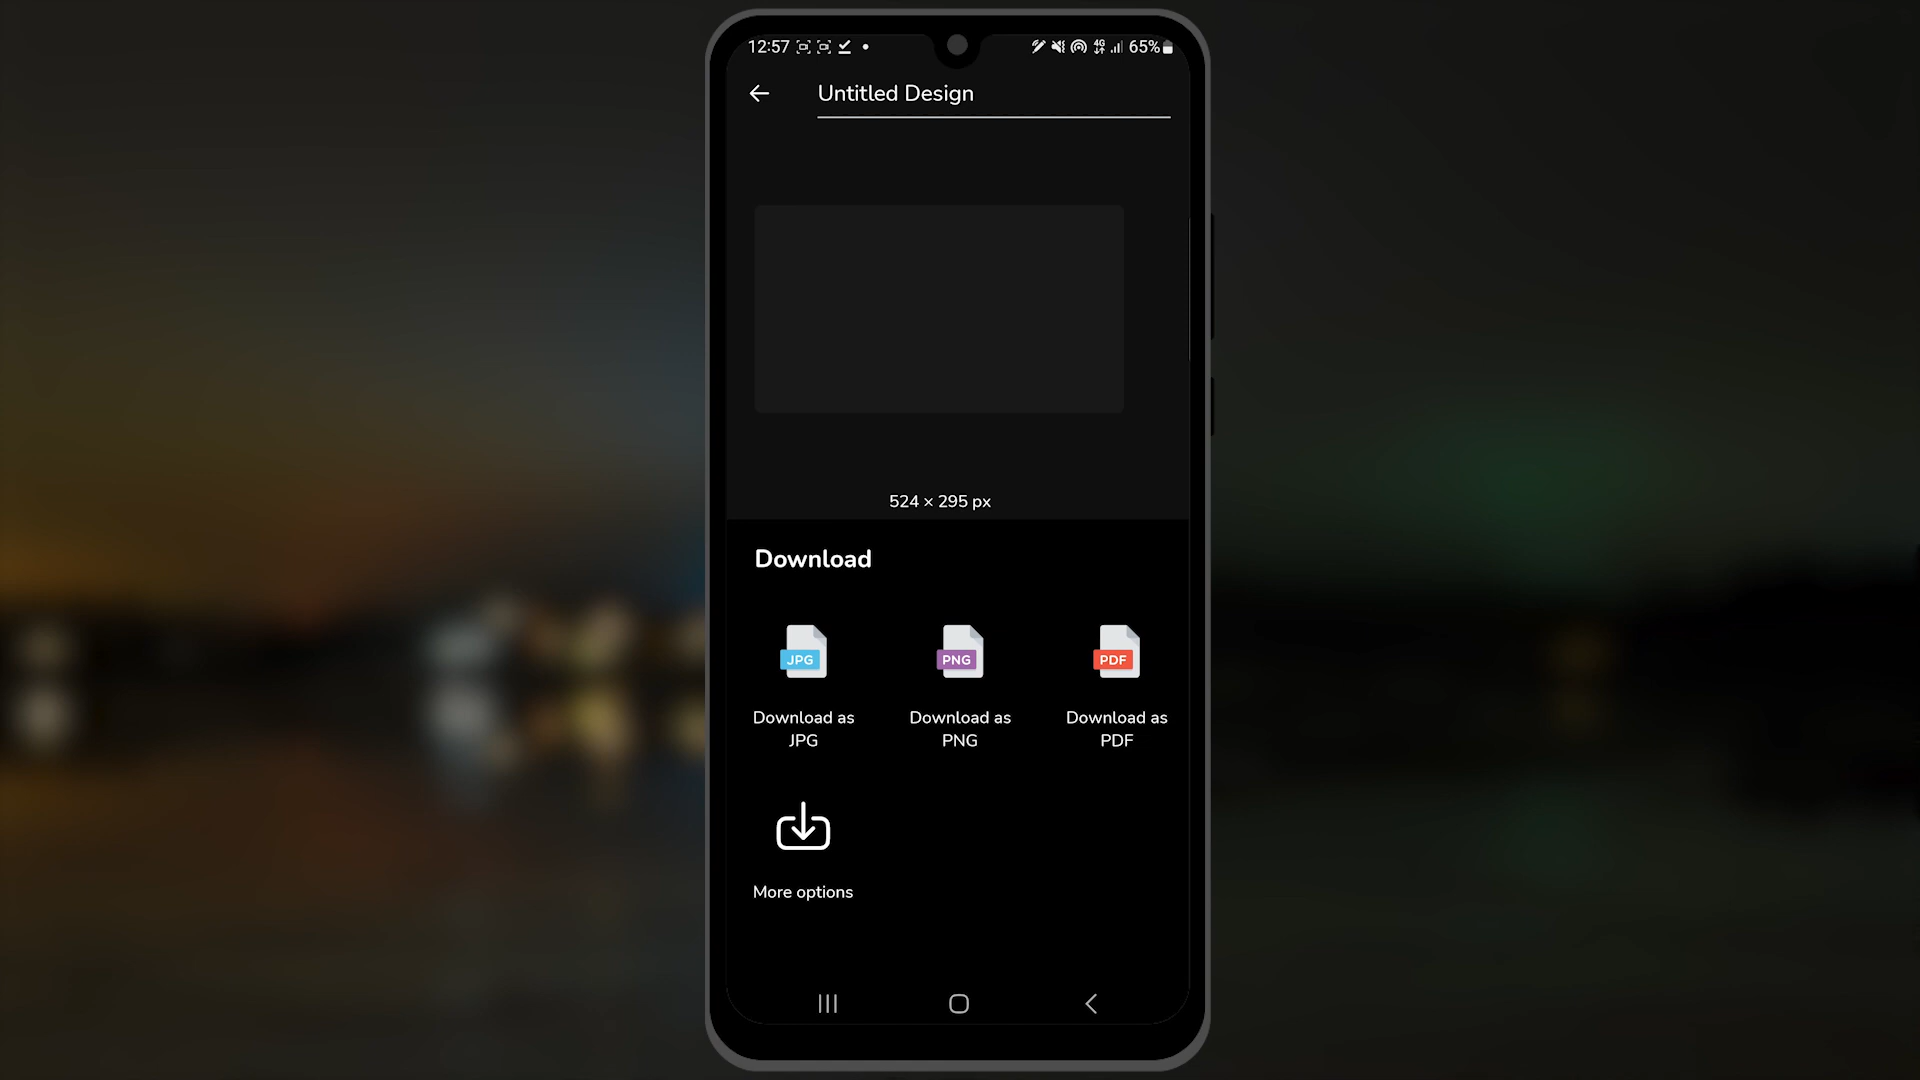 12:57
4G
65%
Untitled Design
524 × 295 px
Download
JPG
PNG
PDF
Download as
JPG
Download as
PNG
Download as
PDF
More options